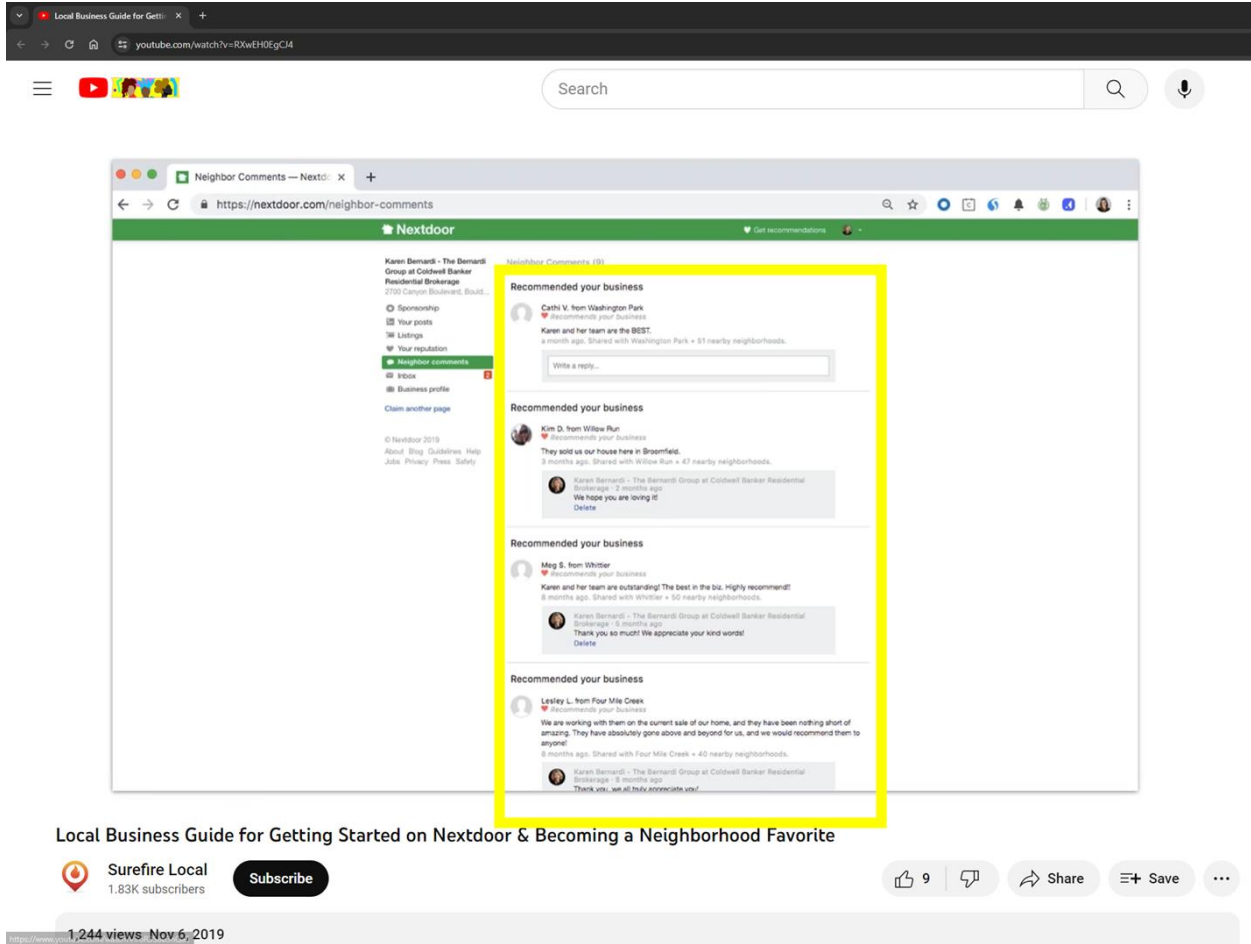 Local Business Guide for Gettin
youtube.com/watch?v=RXwEH0EgCJ4
Search
Neighbor Comments — Nextdo
https://nextdoor.com/neighbor-comments
Nextdoor
Get recommendations
Karen Bernardi - The Bernardi
Group at Coldwell Banker
Residential Brokerage
2700 Canyon Boulevard, Bould...
Sponsorship
Your posts
Listings
Your reputation
Neighbor comments
Inbox
2
Business profile
Claim another page
© Nextdoor 2019
About Blog Guidelines Help
Jobs Privacy Press Safety
Neighbor Comments (9)
Recommended your business
Cathi V. from Washington Park
Recommends your business
Karen and her team are the BEST.
a month ago. Shared with Washington Park + 51 nearby neighborhoods.
Write a reply...
Recommended your business
Kim D. from Willow Run
Recommends your business
They sold us our house here in Broomfield.
3 months ago. Shared with Willow Run + 47 nearby neighborhoods.
Karen Bernardi - The Bernardi Group at Coldwell Banker Residential
Brokerage · 2 months ago
We hope you are loving it!
Delete
Recommended your business
Meg S. from Whittier
Recommends your business
Karen and her team are outstanding! The best in the biz. Highly recommend!!
8 months ago. Shared with Whittier + 50 nearby neighborhoods.
Karen Bernardi - The Bernardi Group at Coldwell Banker Residential
Brokerage · 5 months ago
Thank you so much! We appreciate your kind words!
Delete
Recommended your business
Lesley L. from Four Mile Creek
Recommends your business
We are working with them on the current sale of our home, and they have been nothing short of
amazing. They have absolutely gone above and beyond for us, and we would recommend them to
anyone!
8 months ago. Shared with Four Mile Creek + 40 nearby neighborhoods.
Karen Bernardi - The Bernardi Group at Coldwell Banker Residential
Brokerage · 5 months ago
Thank you, we all truly appreciate you!
Local Business Guide for Getting Started on Nextdoor & Becoming a Neighborhood Favorite
Surefire Local
1.83K subscribers
Subscribe
9
Share
Save
1,244 views Nov 6, 2019